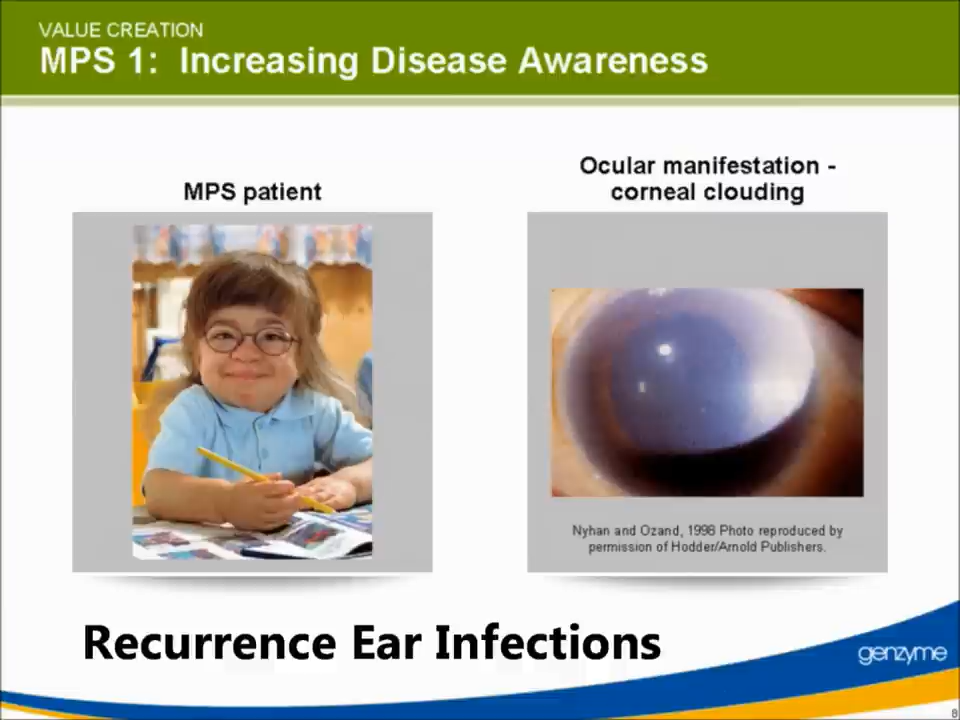 VALUE CREATION
MPS 1: Increasing Disease Awareness
MPS patient
Ocular manifestation -
corneal clouding
Nyhan and Ozand, 1998 Photo reproduced by
permission of Hodder/Arnold Publishers.
Recurrence Ear Infections
genzyme
8